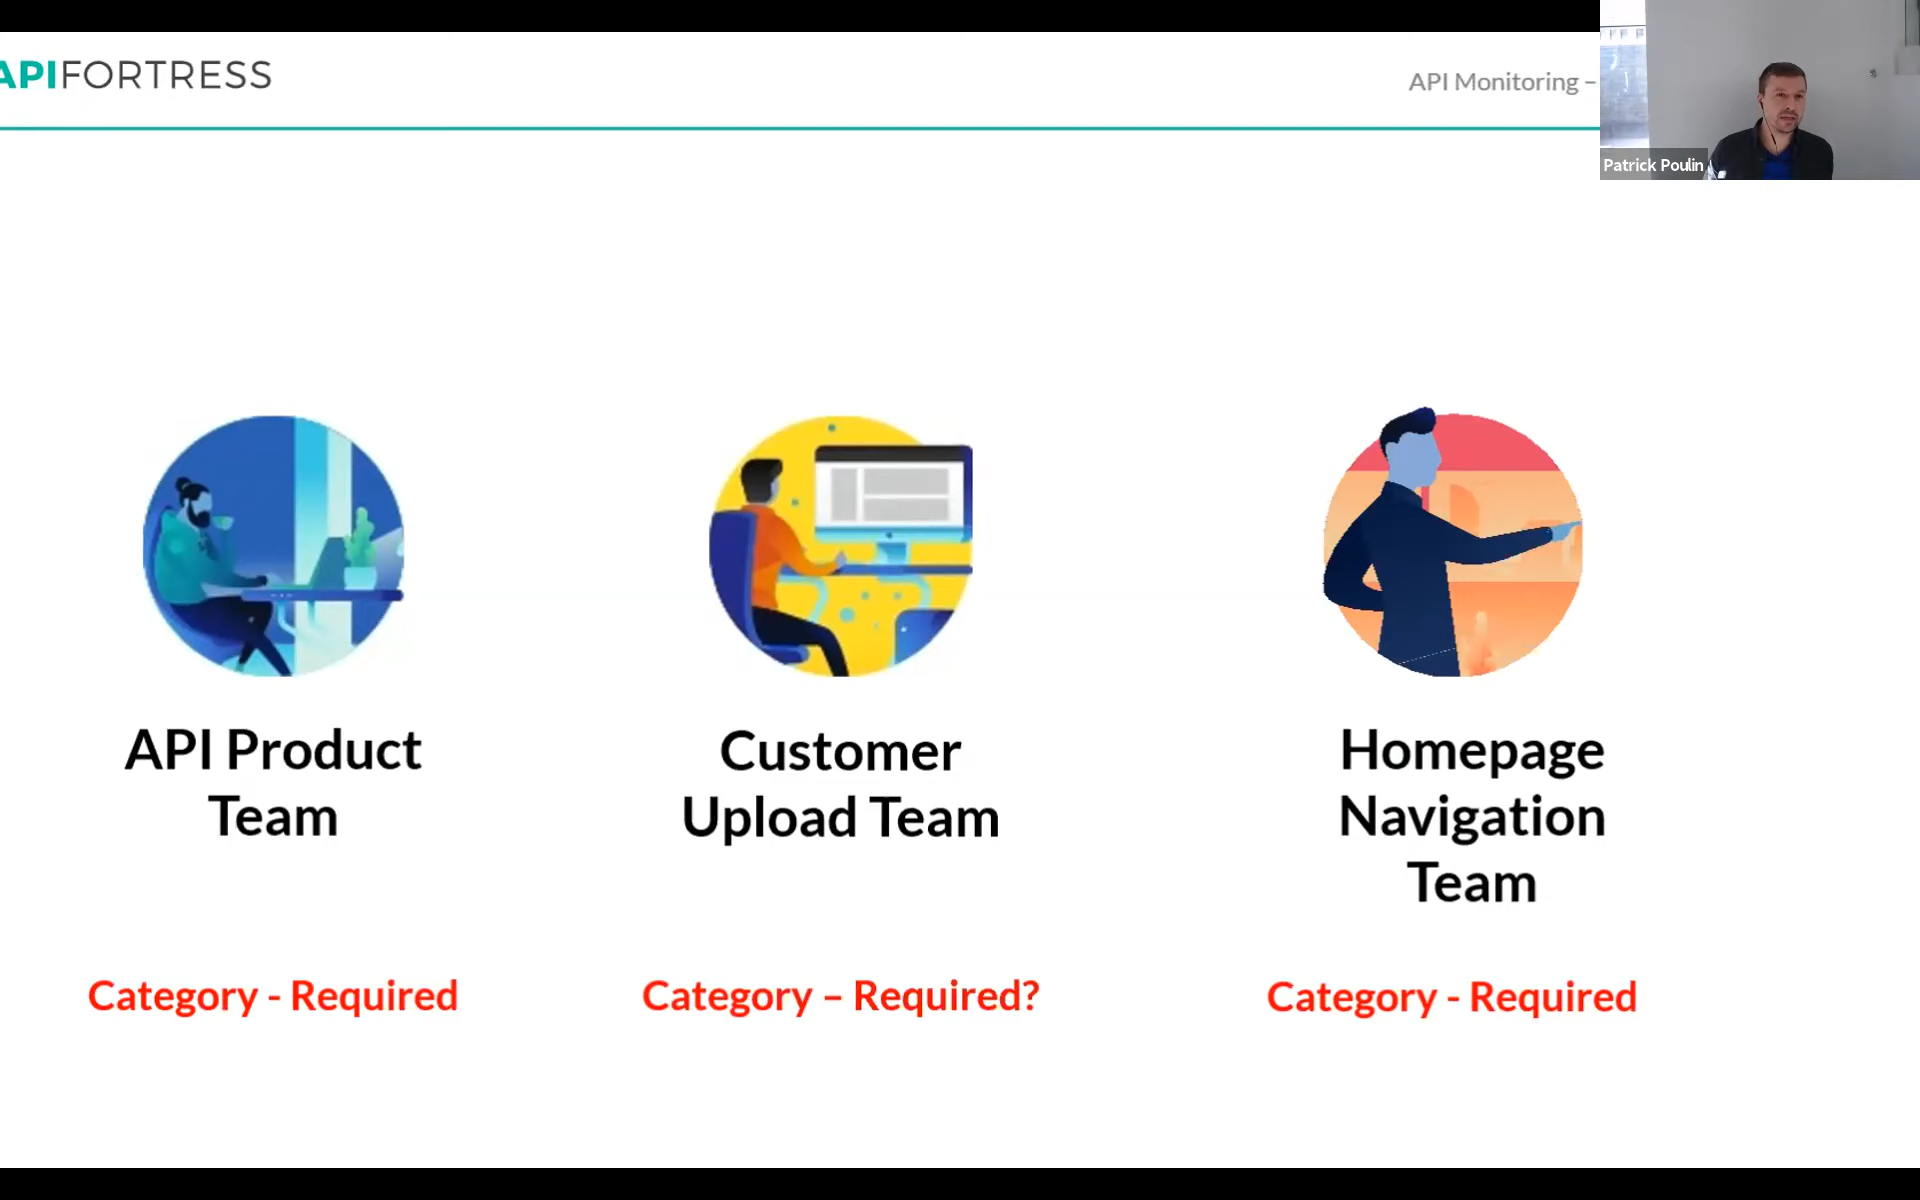 APIFORTRESS
API Monitoring –
Patrick Poulin
API Product
Team
Customer
Upload Team
Homepage
Navigation
Team
Category - Required
Category – Required?
Category - Required